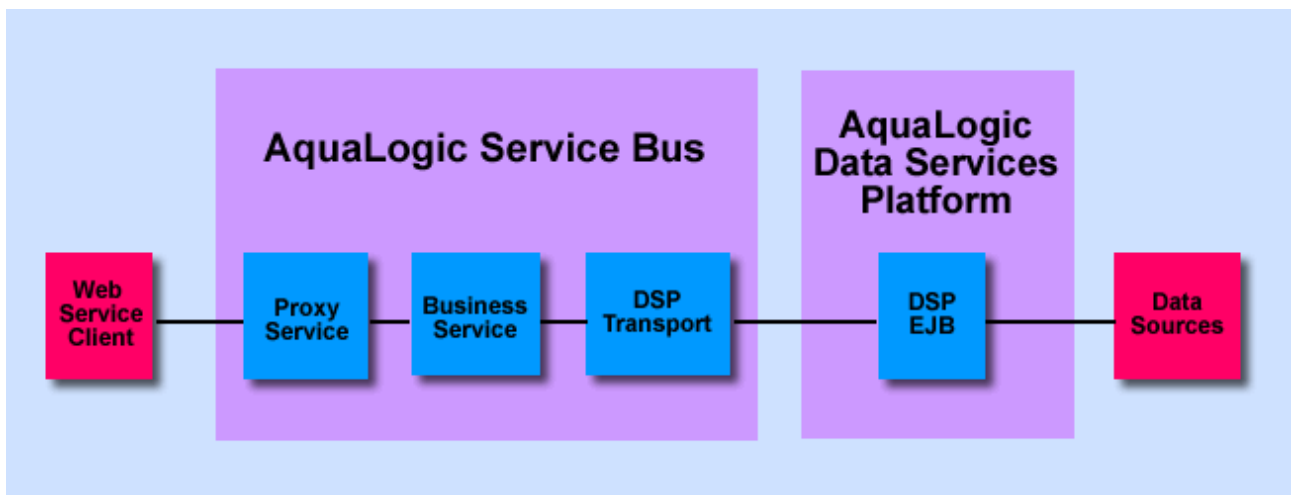 AquaLogic Service Bus
AquaLogic
Data Services
Platform
Web
Service
Client
Proxy
Service
Business
Service
DSP
Transport
DSP
EJB
Data
Sources